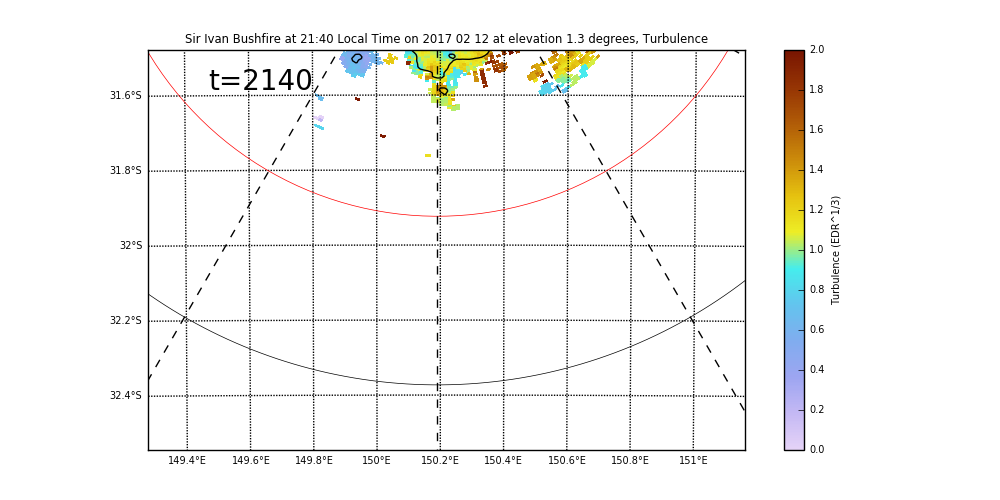 Sir Ivan Bushfire at 21:40 Local Time on 2017 02 12 at elevation 1.3 degrees, Turbulence
t=2140
31.6°S
31.8°S
32°S
32.2°S
32.4°S
149.4°E 149.6°E 149.8°E 150°E 150.2°E 150.4°E 150.6°E 150.8°E 151°E
2.0
1.8
1.6
1.4
1.2
1.0
0.8
0.6
0.4
0.2
0.0
Turbulence (EDR^1/3)